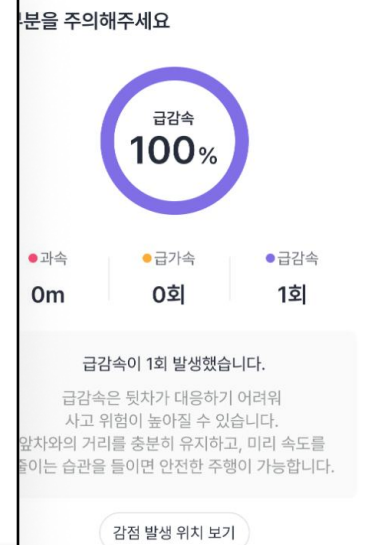 부분을 주의해주세요
급감속
100%
과속
급가속
급감속
0m
0회
1회
급감속이 1회 발생했습니다.
급감속은 뒷차가 대응하기 어려워
사고 위험이 높아질 수 있습니다.
앞차와의 거리를 충분히 유지하고, 미리 속도를
줄이는 습관을 들이면 안전한 주행이 가능합니다.
감점 발생 위치 보기